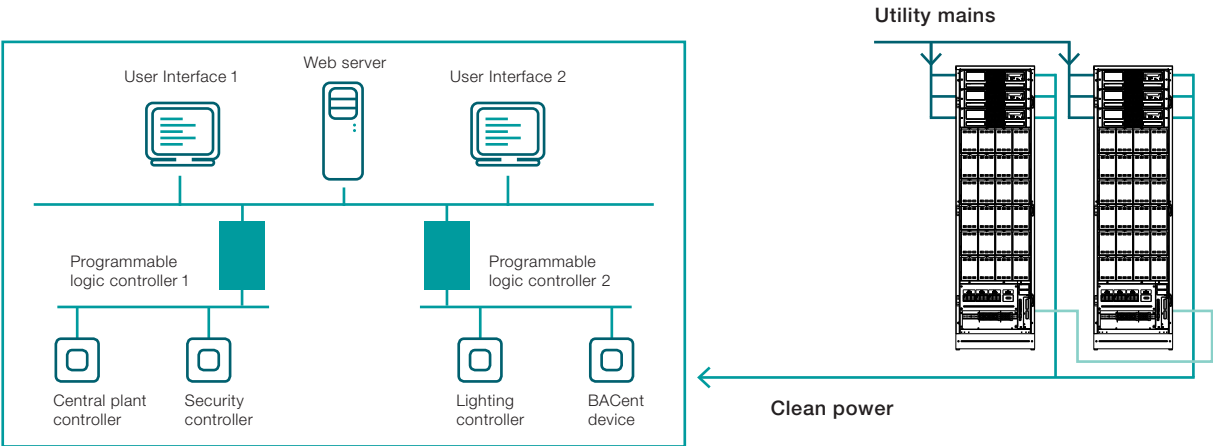 Utility mains
User Interface 1
Web server
User Interface 2
Programmable
logic controller 1
Programmable
logic controller 2
Central plant
controller
Security
controller
Lighting
controller
BACent
device
Clean power